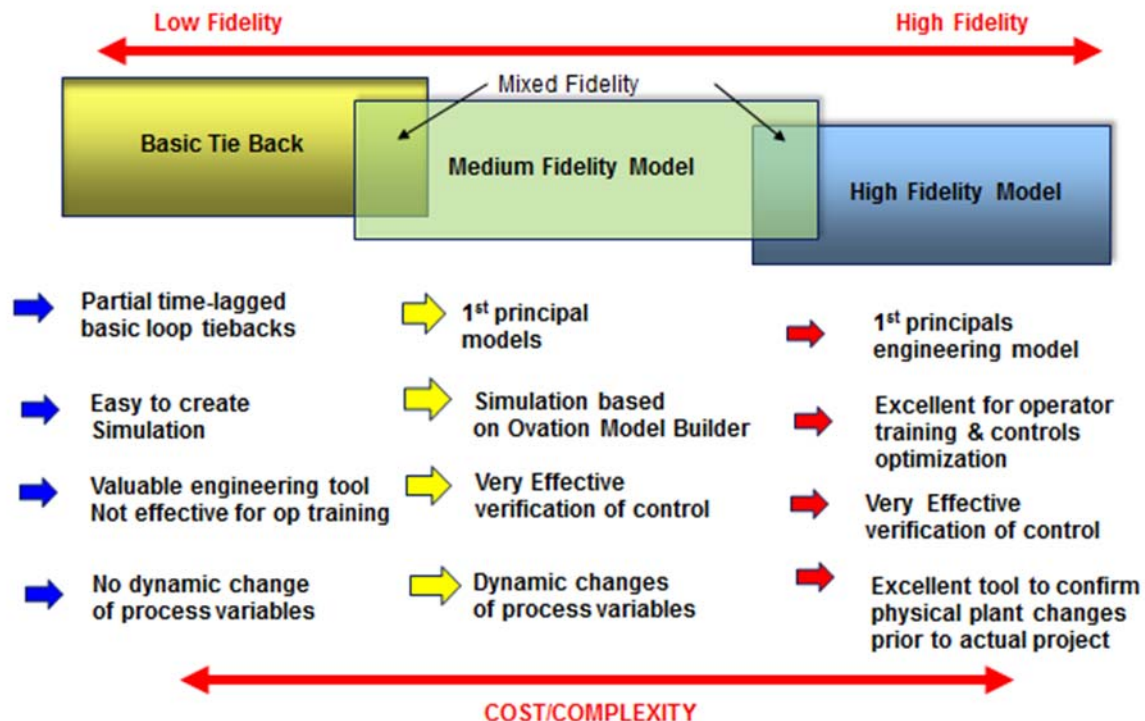 Low Fidelity
High Fidelity
Mixed Fidelity
Basic Tie Back
Medium Fidelity Model
High Fidelity Model
Partial time-lagged
basic loop tiebacks
Easy to create
Simulation
Valuable engineering tool
Not effective for op training
No dynamic change
of process variables
1st principal
models
Simulation based
on Ovation Model Builder
Very Effective
verification of control
Dynamic changes
of process variables
1st principals
engineering model
Excellent for operator
training & controls
optimization
Very Effective
verification of control
Excellent tool to confirm
physical plant changes
prior to actual project
COST/COMPLEXITY